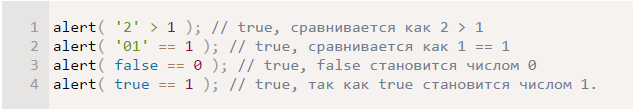 1 alert( '2' > 1 ); // true, сравнивается как 2 > 1
2 alert( '01' == 1 ); // true, сравнивается как 1 == 1
3 alert( false == 0 ); // true, false становится числом 0
4 alert( true == 1 ); // true, так как true становится числом 1.